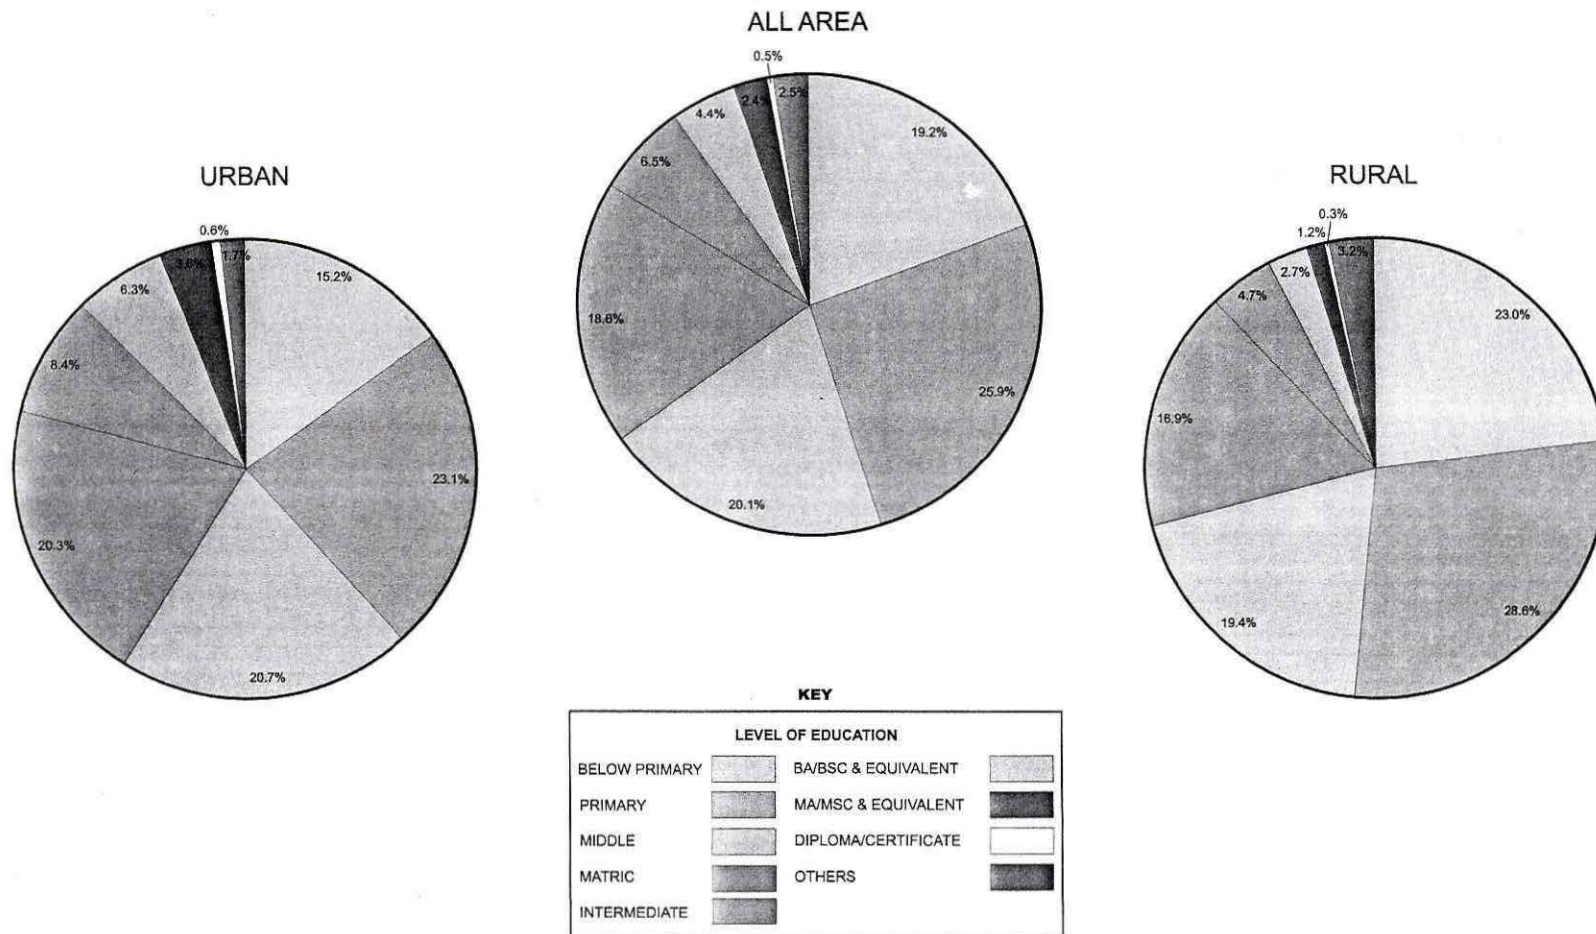 ALL AREA
0.5%
2.4%
2.5%
4.4%
19.2%
6.5%
18.6%
25.9%
20.1%
URBAN
0.6%
3.6%
1.7%
15.2%
6.3%
8.4%
23.1%
20.3%
20.7%
RURAL
0.3%
1.2%
3.2%
2.7%
23.0%
4.7%
16.9%
28.6%
19.4%
KEY
LEVEL OF EDUCATION
BELOW PRIMARY BA/BSC & EQUIVALENT
PRIMARY MA/MSC & EQUIVALENT
MIDDLE DIPLOMA/CERTIFICATE
MATRIC OTHERS
INTERMEDIATE